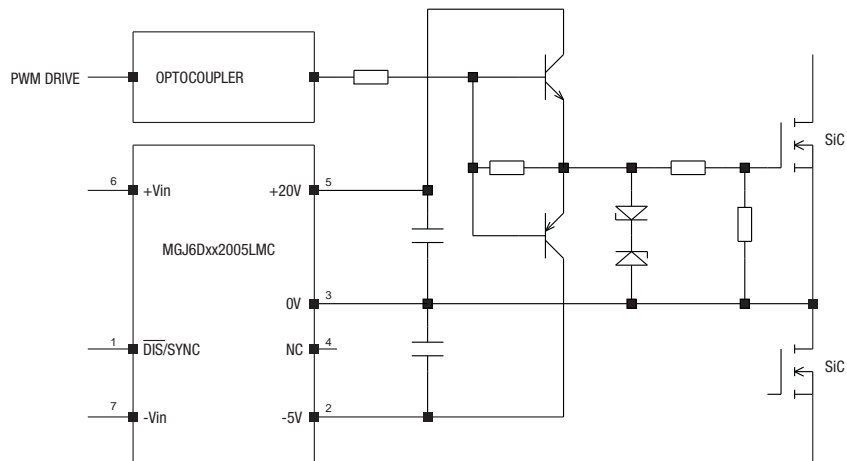 PWM DRIVE
OPTOCOUPLER
SiC
6
+Vin
+20V
5
MGJ6Dxx2005LMC
0V
3
1
DIS/SYNC
NC
4
SiC
7
-Vin
-5V
2